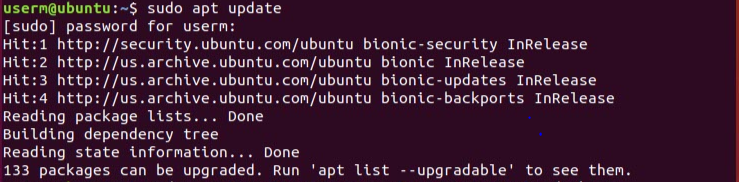 userm@ubuntu:~$ sudo apt update
[sudo] password for userm:
Hit:1 http://security.ubuntu.com/ubuntu bionic-security InRelease
Hit:2 http://us.archive.ubuntu.com/ubuntu bionic InRelease
Hit:3 http://us.archive.ubuntu.com/ubuntu bionic-updates InRelease
Hit:4 http://us.archive.ubuntu.com/ubuntu bionic-backports InRelease
Reading package lists... Done
Building dependency tree
Reading state information... Done
133 packages can be upgraded. Run 'apt list --upgradable' to see them.